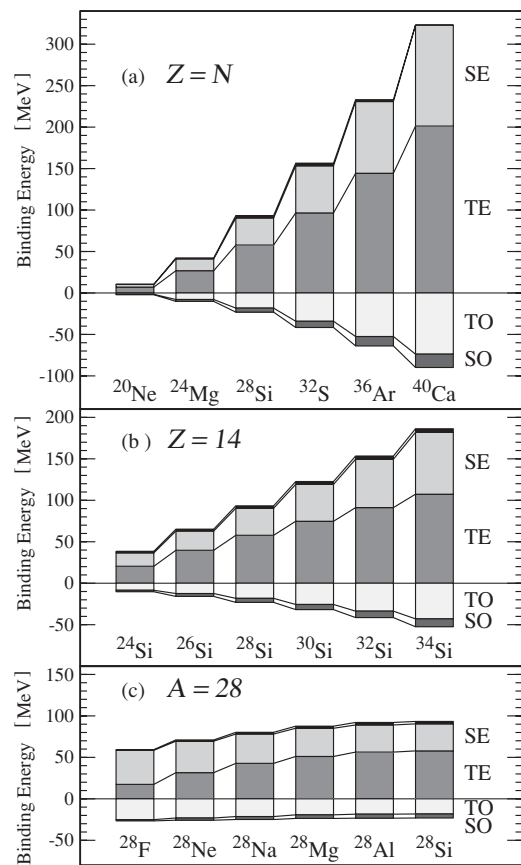 Binding Energy [MeV]
300
250
200
150
100
50
0
-50
-100
(a) Z = N
SE
TE
TO
SO
²⁰Ne ²⁴Mg ²⁸Si ³²S ³⁶Ar ⁴⁰Ca
Binding Energy [MeV]
200
150
100
50
0
-50
(b) Z = 14
SE
TE
TO
SO
²⁴Si ²⁶Si ²⁸Si ³⁰Si ³²Si ³⁴Si
Binding Energy [MeV]
150
100
50
0
-50
(c) A = 28
SE
TE
TO
SO
²⁸F ²⁸Ne ²⁸Na ²⁸Mg ²⁸Al ²⁸Si